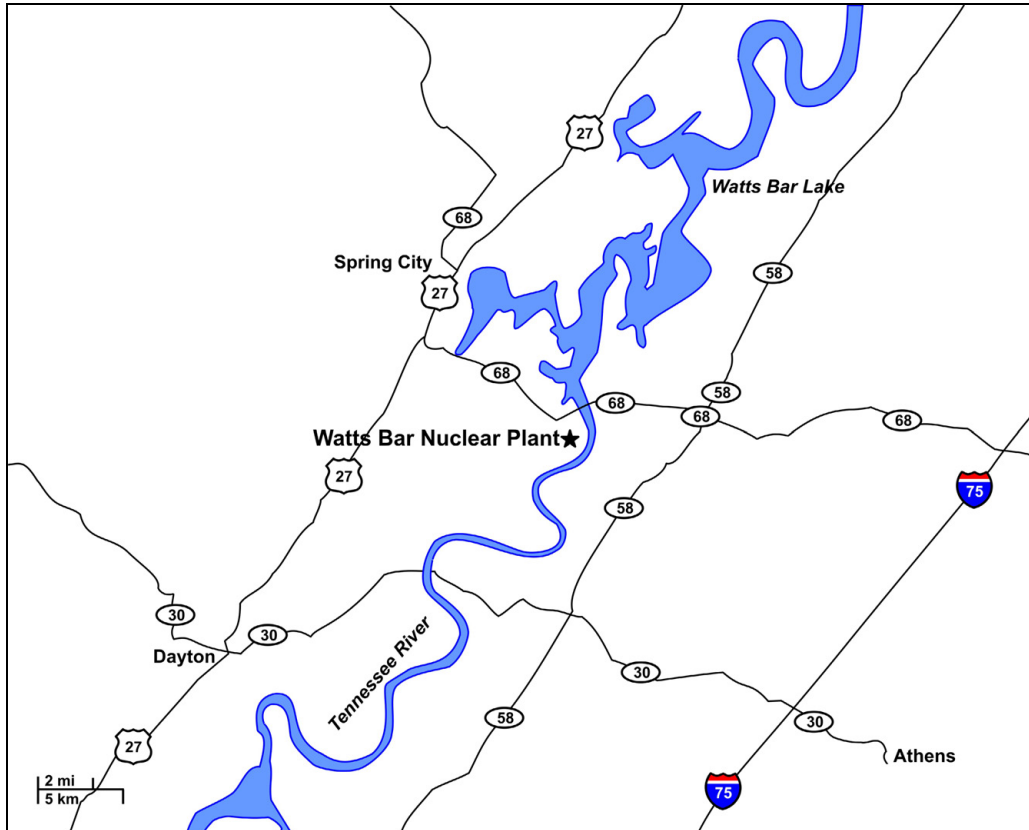 27
Watts Bar Lake
68
Spring City
58
27
68
58
68
68
68
Watts Bar Nuclear Plant
27
75
58
30
30
Dayton
Tennessee River
30
58
30
27
Athens
2 mi
5 km
75